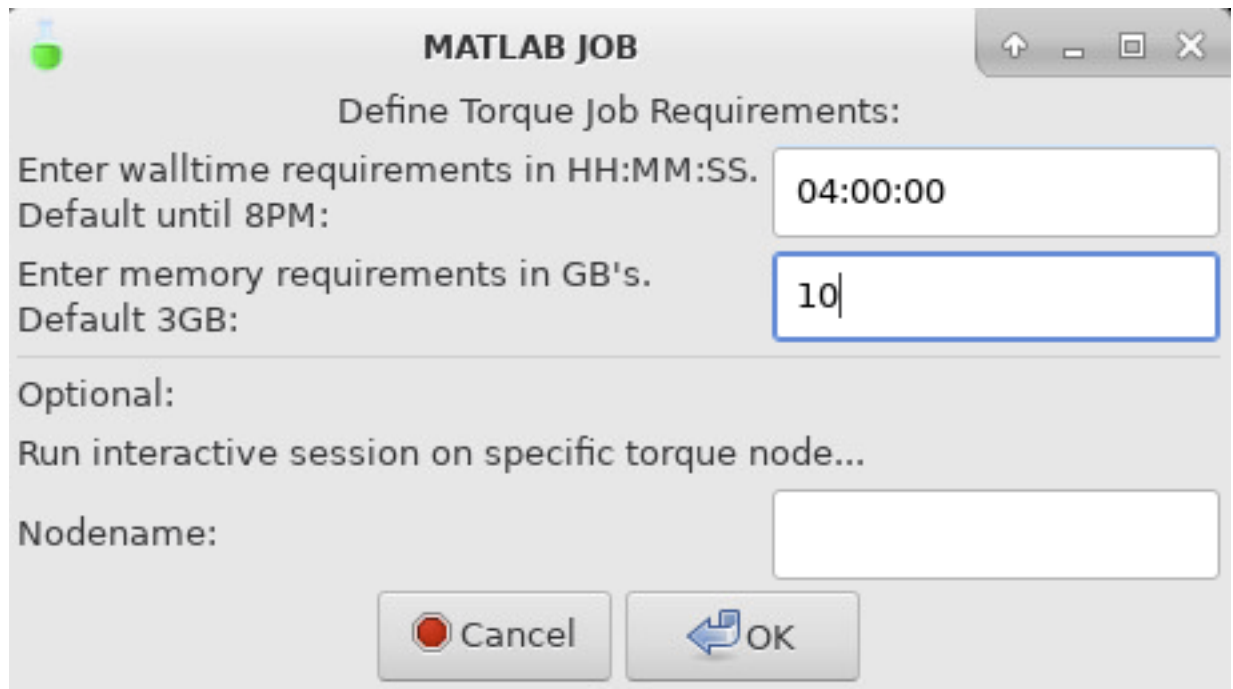 MATLAB JOB
Define Torque Job Requirements:
Enter walltime requirements in HH:MM:SS.
Default until 8PM:
04:00:00
Enter memory requirements in GB's.
Default 3GB:
10
Optional:
Run interactive session on specific torque node...
Nodename:
Cancel
OK